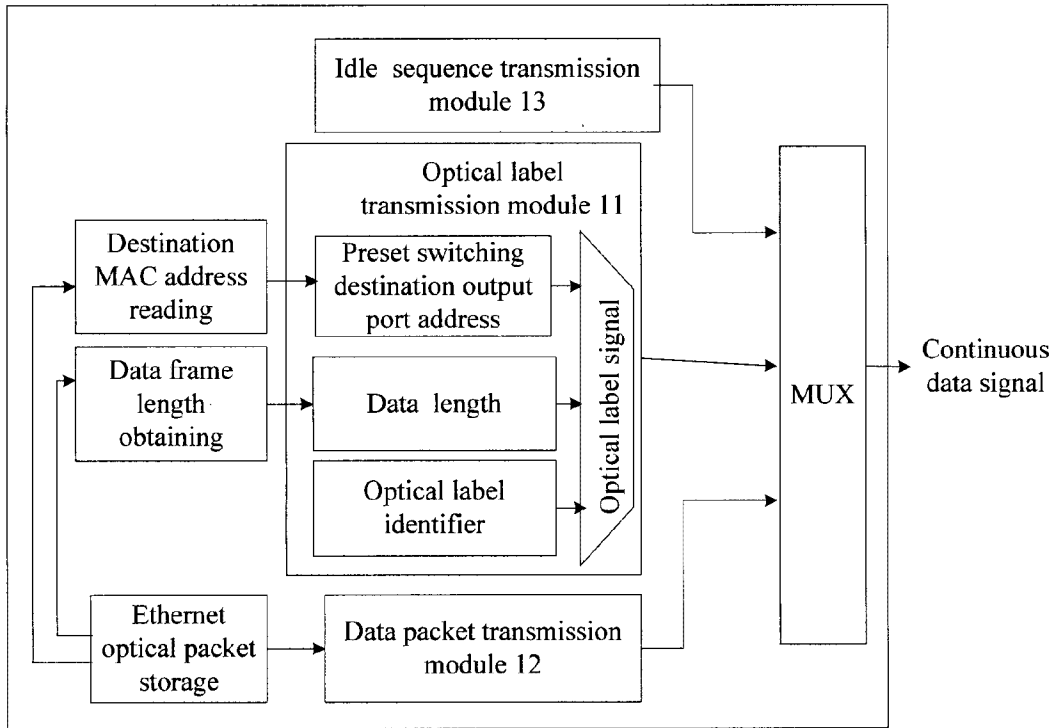 Idle sequence transmission
module 13
Optical label
transmission module 11
Destination
MAC address
reading
Preset switching
destination output
port address
Data frame
length
obtaining
Data length
Optical label
identifier
Optical label signal
MUX
Continuous
data signal
Ethernet
optical packet
storage
Data packet transmission
module 12